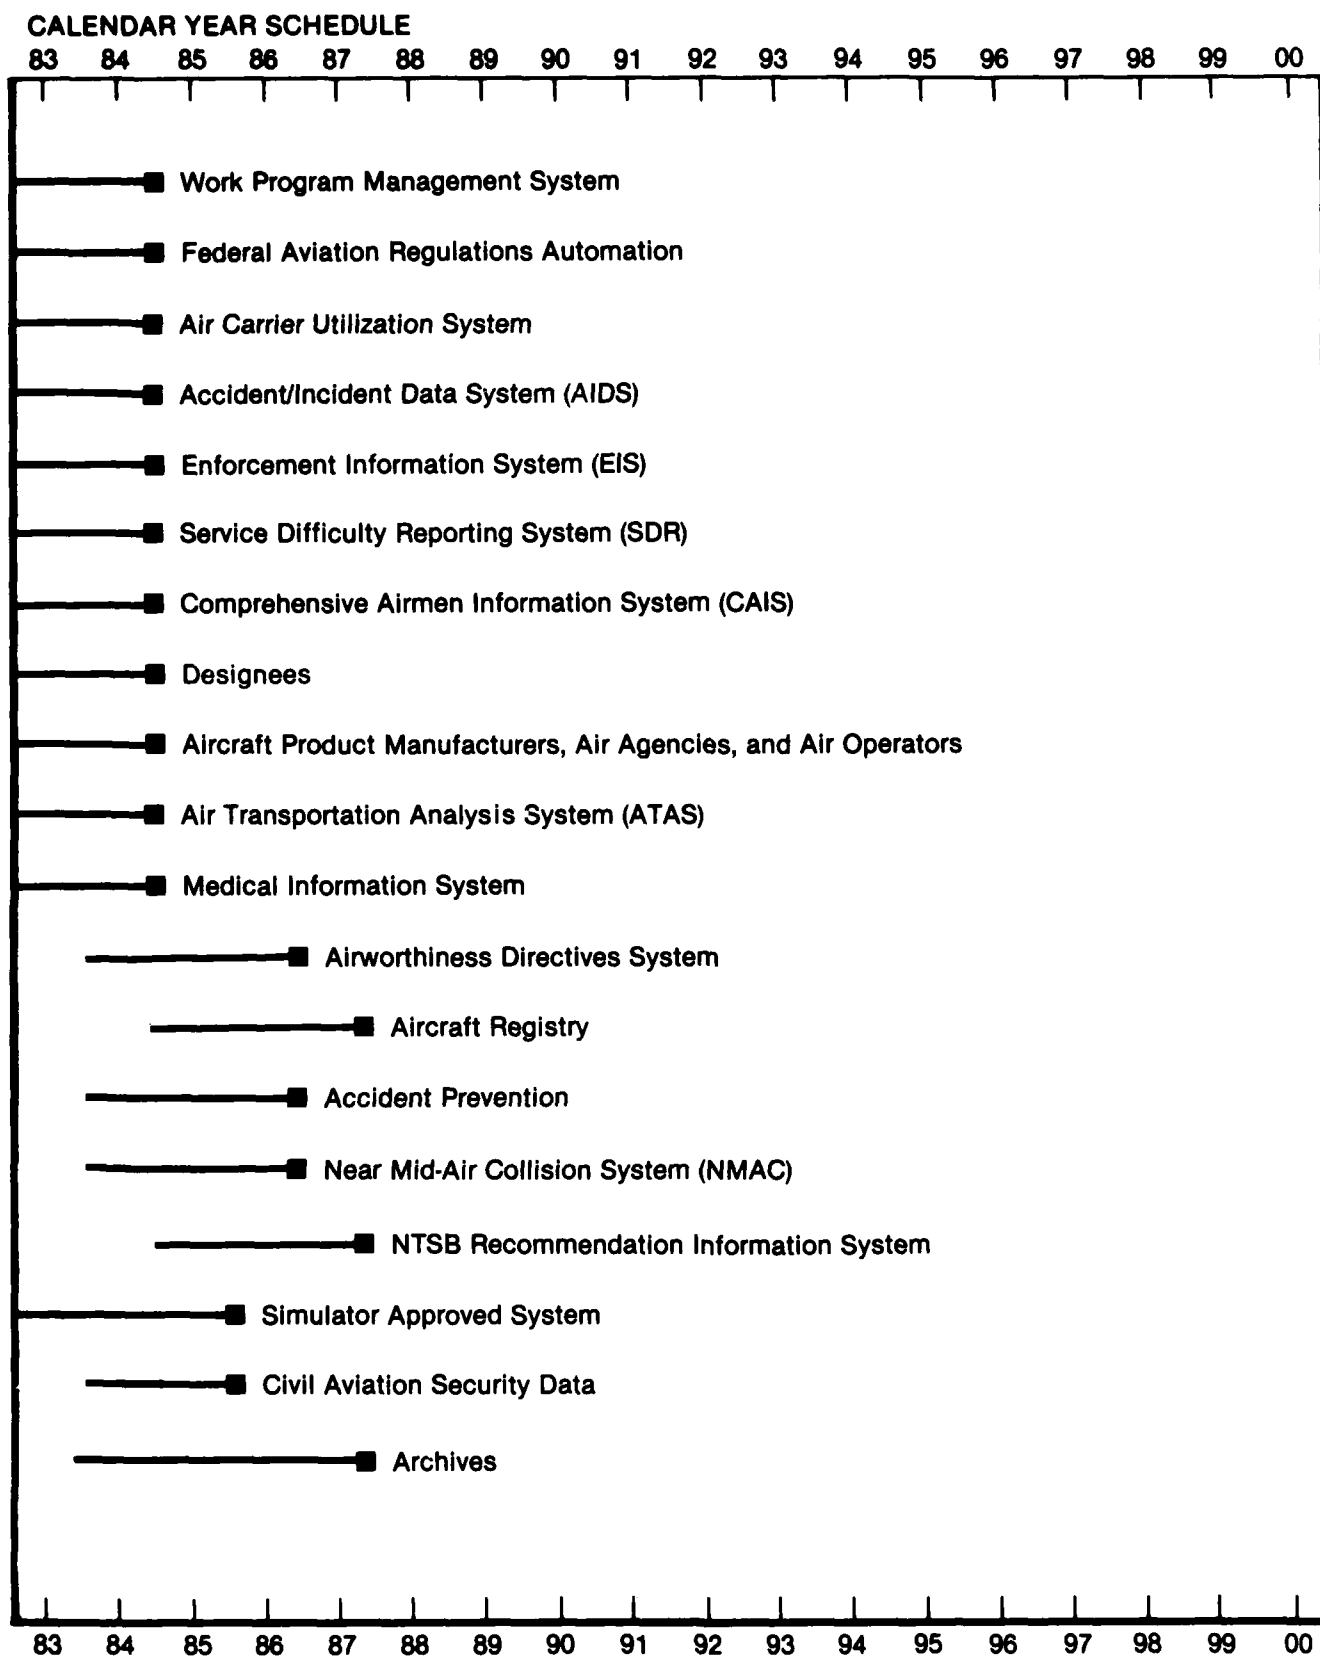 CALENDAR YEAR SCHEDULE
83 84 85 86 87 88 89 90 91 92 93 94 95 96 97 98 99 00
Work Program Management System
Federal Aviation Regulations Automation
Air Carrier Utilization System
Accident/Incident Data System (AIDS)
Enforcement Information System (EIS)
Service Difficulty Reporting System (SDR)
Comprehensive Airmen Information System (CAIS)
Designees
Aircraft Product Manufacturers, Air Agencies, and Air Operators
Air Transportation Analysis System (ATAS)
Medical Information System
Airworthiness Directives System
Aircraft Registry
Accident Prevention
Near Mid-Air Collision System (NMAC)
NTSB Recommendation Information System
Simulator Approved System
Civil Aviation Security Data
Archives
83 84 85 86 87 88 89 90 91 92 93 94 95 96 97 98 99 00